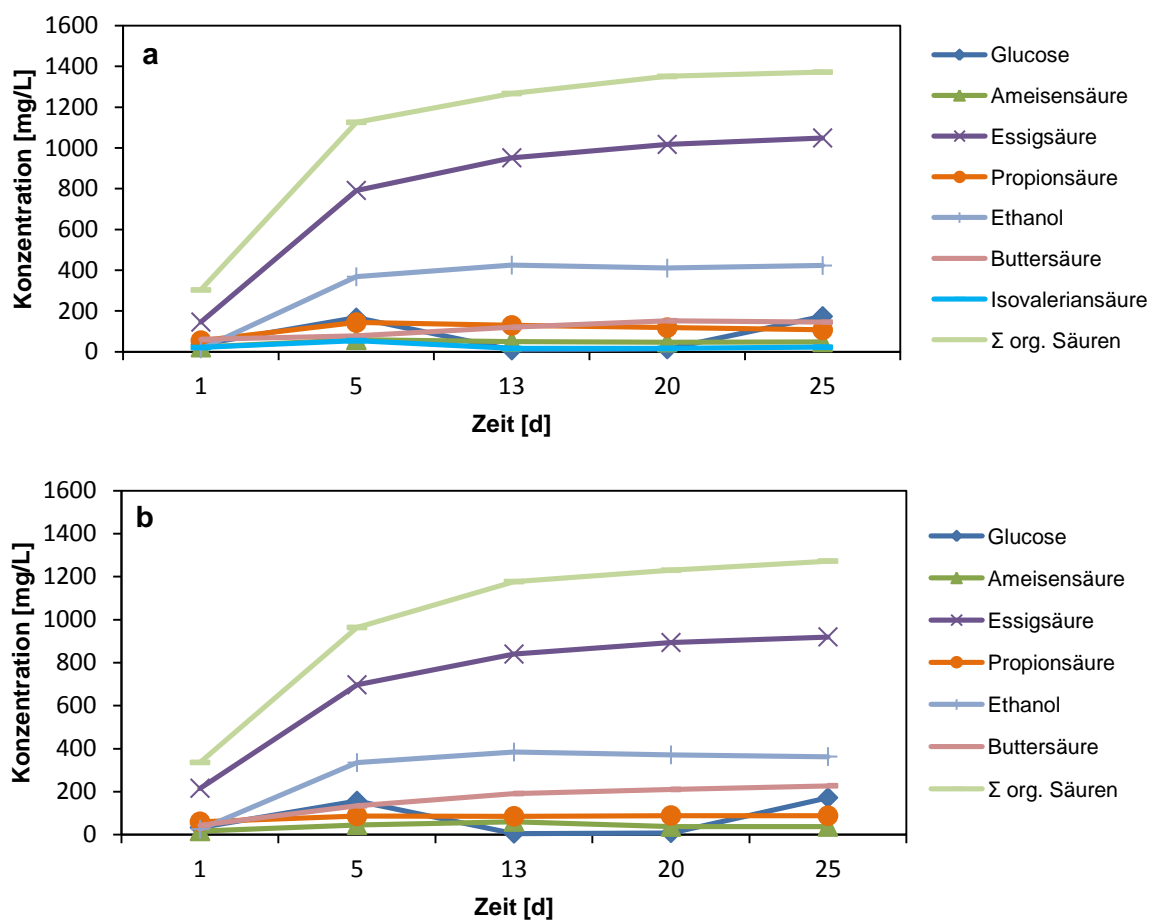 a
Konzentration [mg/L]
1600
1400
1200
1000
800
600
400
200
0
1 5 13 20 25
Zeit [d]
Glucose
Ameisensäure
Essigsäure
Propionsäure
Ethanol
Buttersäure
Isovaleriansäure
Σ org. Säuren
b
Konzentration [mg/L]
1600
1400
1200
1000
800
600
400
200
0
1 5 13 20 25
Zeit [d]
Glucose
Ameisensäure
Essigsäure
Propionsäure
Ethanol
Buttersäure
Σ org. Säuren